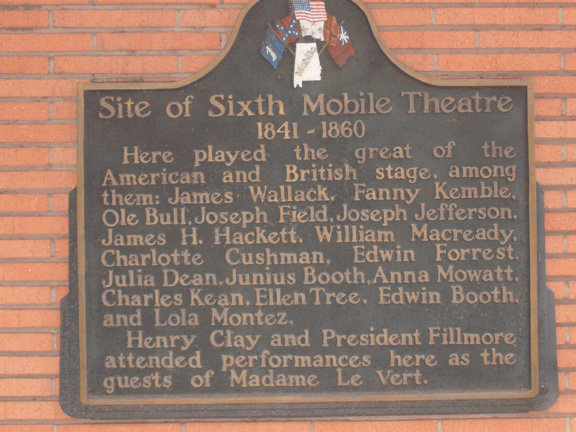 Mobile
Site of Sixth Mobile Theatre
1841 - 1860
Here played the great of the
American and British stage, among
them: James Wallack, Fanny Kemble,
Ole Bull, Joseph Field, Joseph Jefferson,
James H. Hackett, William Macready,
Charlotte Cushman, Edwin Forrest,
Julia Dean, Junius Booth, Anna Mowatt,
Charles Kean, Ellen Tree, Edwin Booth,
and Lola Montez.
Henry Clay and President Fillmore
attended performances here as the
guests of Madame Le Vert.